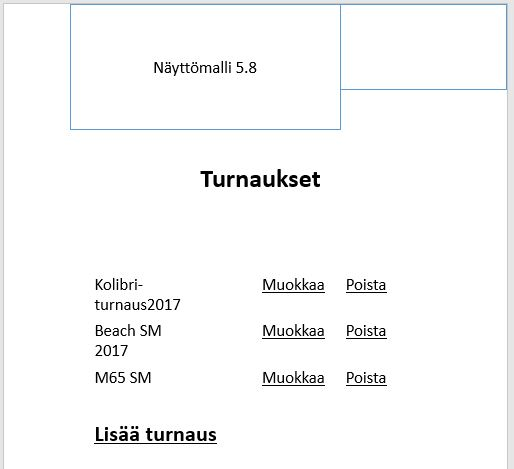 Näyttömalli 5.8
Turnaukset
Kolibri- Muokkaa Poista
turnaus2017
Beach SM Muokkaa Poista
2017
M65 SM Muokkaa Poista
Lisää turnaus